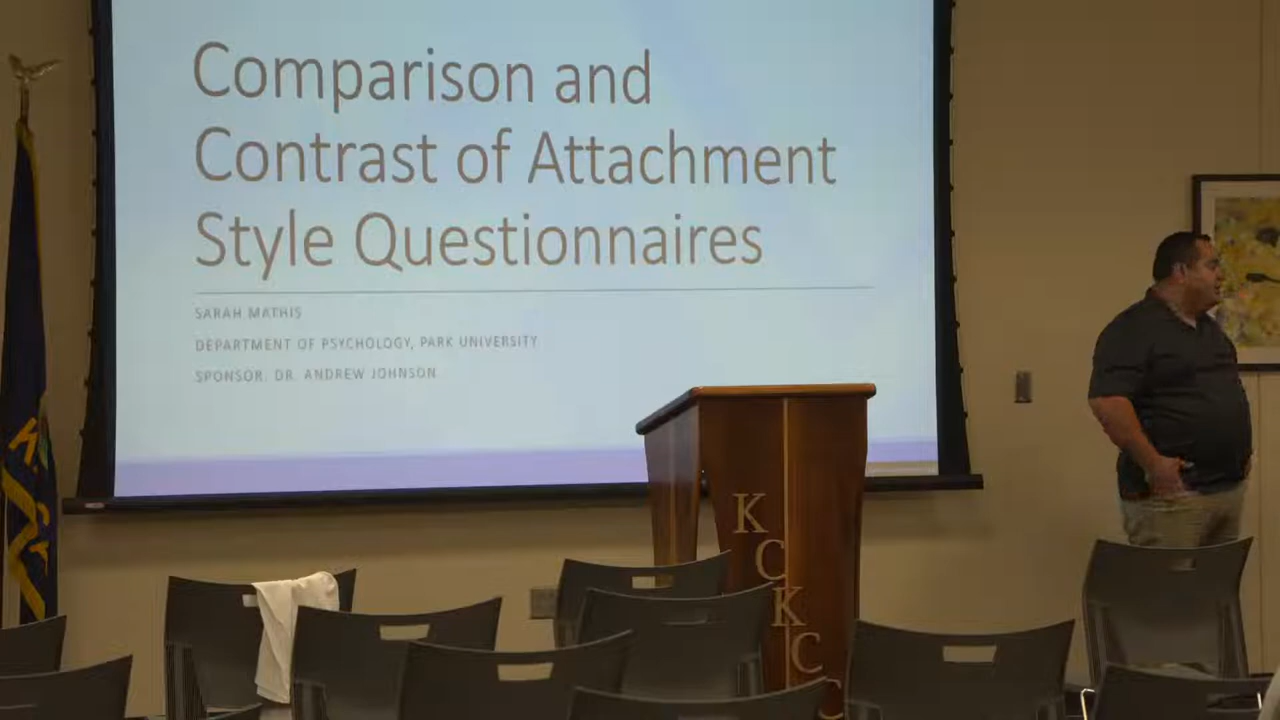 Comparison and
Contrast of Attachment
Style Questionnaires
SARAH MATHIS
DEPARTMENT OF PSYCHOLOGY, PARK UNIVERSITY
SPONSOR: DR. ANDREW JOHNSON
K
C
K
C
C